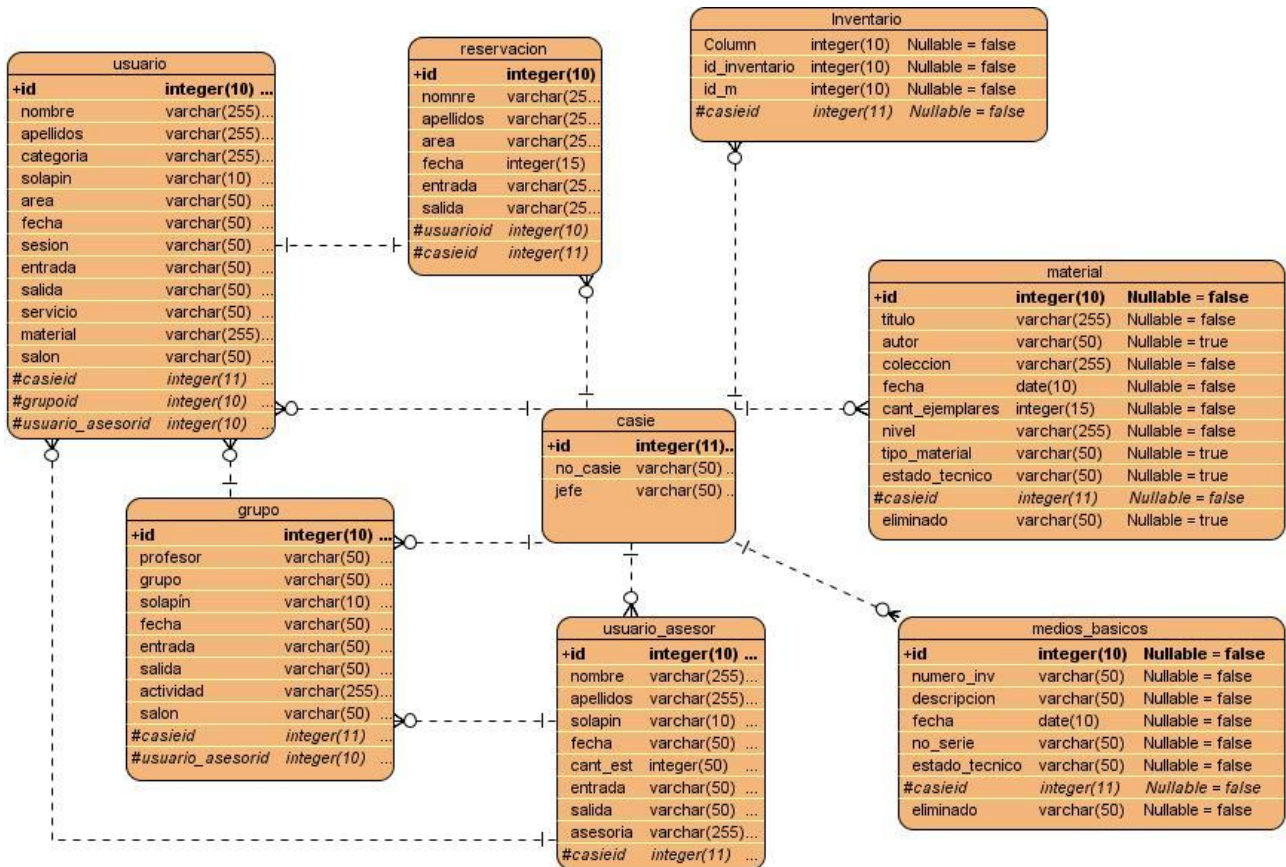 usuario
+id integer(10) ...
nombre varchar(255)...
apellidos varchar(255)...
categoria varchar(255)...
solapin varchar(10) ...
area varchar(50) ...
fecha varchar(50) ...
sesion varchar(50) ...
entrada varchar(50) ...
salida varchar(50) ...
servicio varchar(50) ...
material varchar(255)...
salon varchar(50) ...
#casieid integer(11) ...
#grupoid integer(10) ...
#usuario_asesorid integer(10) ...
reservacion
+id integer(10)
nomnre varchar(25...
apellidos varchar(25...
area varchar(25...
fecha integer(15)
entrada varchar(25...
salida varchar(25...
#usuarioid integer(10)
#casieid integer(11)
Inventario
Column integer(10) Nullable = false
id_inventario integer(10) Nullable = false
id_m integer(10) Nullable = false
#casieid integer(11) Nullable = false
material
+id integer(10) Nullable = false
titulo varchar(255) Nullable = false
autor varchar(50) Nullable = true
coleccion varchar(255) Nullable = false
fecha date(10) Nullable = false
cant_ejemplares integer(15) Nullable = false
nivel varchar(255) Nullable = false
tipo_material varchar(50) Nullable = true
estado_tecnico varchar(50) Nullable = true
#casieid integer(11) Nullable = false
eliminado varchar(50) Nullable = true
casie
+id integer(11)..
no_casie varchar(50) ..
jefe varchar(50) ..
grupo
+id integer(10) ...
profesor varchar(50) ...
grupo varchar(50) ...
solapín varchar(10) ...
fecha varchar(50) ...
entrada varchar(50) ...
salida varchar(50) ...
actividad varchar(255)...
salon varchar(50) ...
#casieid integer(11) ...
#usuario_asesorid integer(10) ...
usuario_asesor
+id integer(10) ...
nombre varchar(255)...
apellidos varchar(255)...
solapin varchar(10) ...
fecha varchar(50) ...
cant_est integer(50) ...
entrada varchar(50) ...
salida varchar(50) ...
asesoria varchar(255)...
#casieid integer(11) ...
medios_basicos
+id integer(10) Nullable = false
numero_inv varchar(50) Nullable = false
descripcion varchar(50) Nullable = false
fecha date(10) Nullable = false
no_serie varchar(50) Nullable = false
estado_tecnico varchar(50) Nullable = false
#casieid integer(11) Nullable = false
eliminado varchar(50) Nullable = false